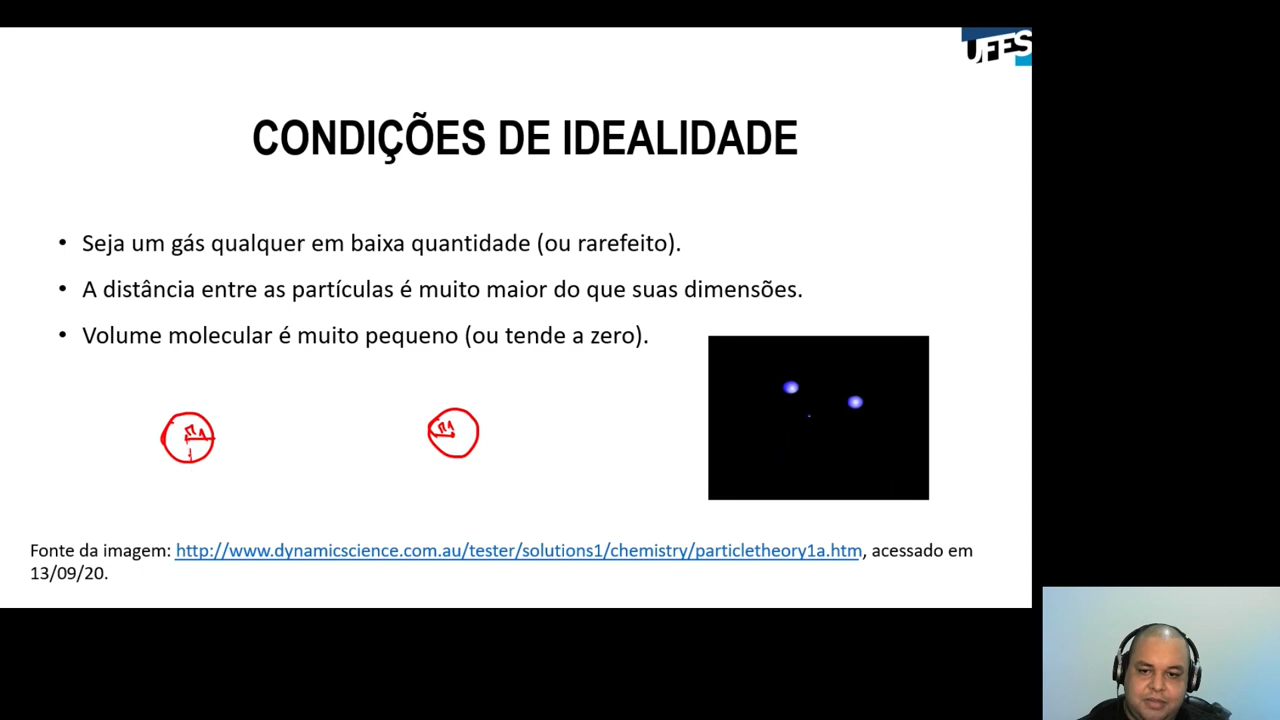 UFES
CONDIÇÕES DE IDEALIDADE
• Seja um gás qualquer em baixa quantidade (ou rarefeito).
• A distância entre as partículas é muito maior do que suas dimensões.
• Volume molecular é muito pequeno (ou tende a zero).
Fonte da imagem: http://www.dynamicscience.com.au/tester/solutions1/chemistry/particletheory1a.htm, acessado em
13/09/20.